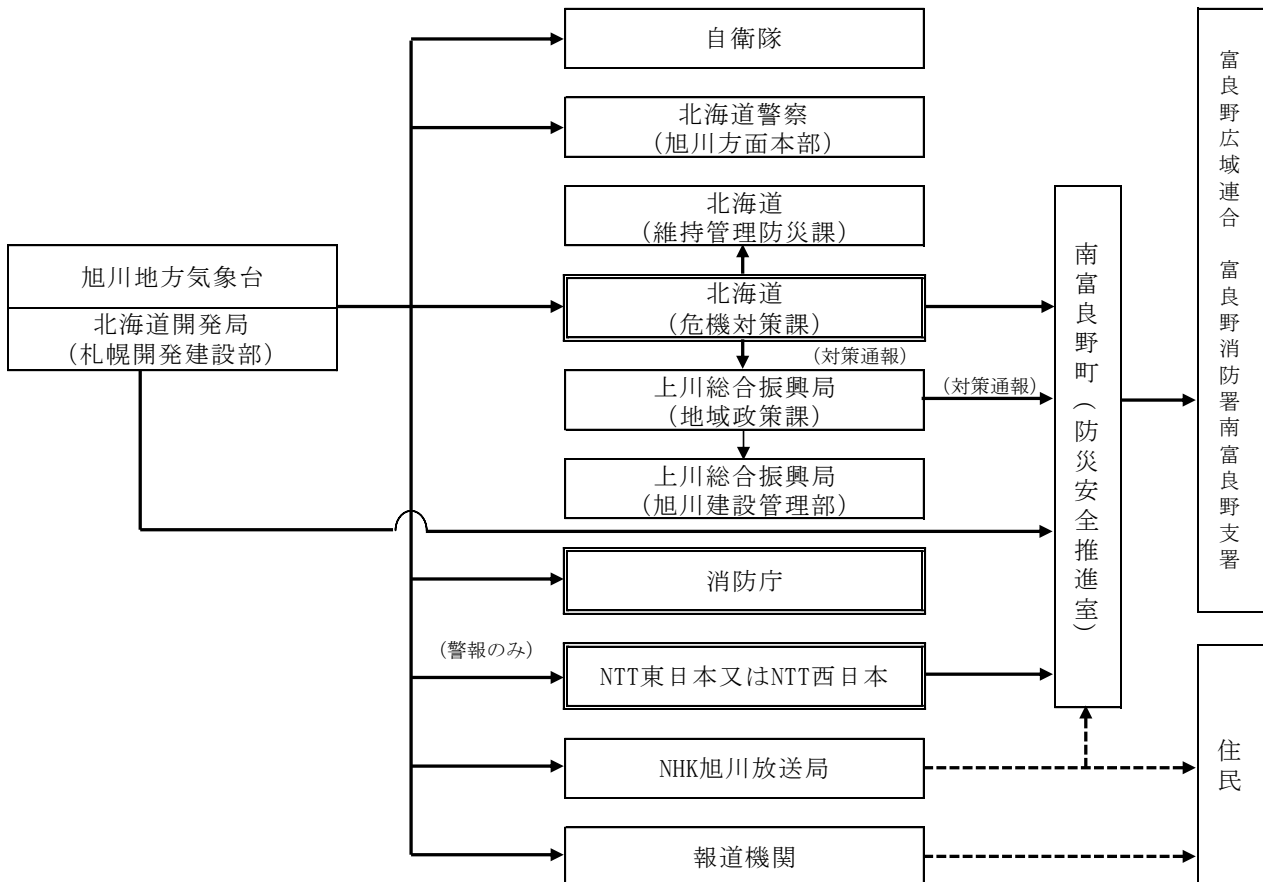 自衛隊
北海道警察
（旭川方面本部）
北海道
（維持管理防災課）
旭川地方気象台
北海道開発局
（札幌開発建設部）
北海道
（危機対策課）
（対策通報）
上川総合振興局
（地域政策課）
（対策通報）
上川総合振興局
（旭川建設管理部）
消防庁
（警報のみ）
NTT東日本又はNTT西日本
NHK旭川放送局
報道機関
南富良野町（防災安全推進室）
富良野広域連合　富良野消防署南富良野支署
住民